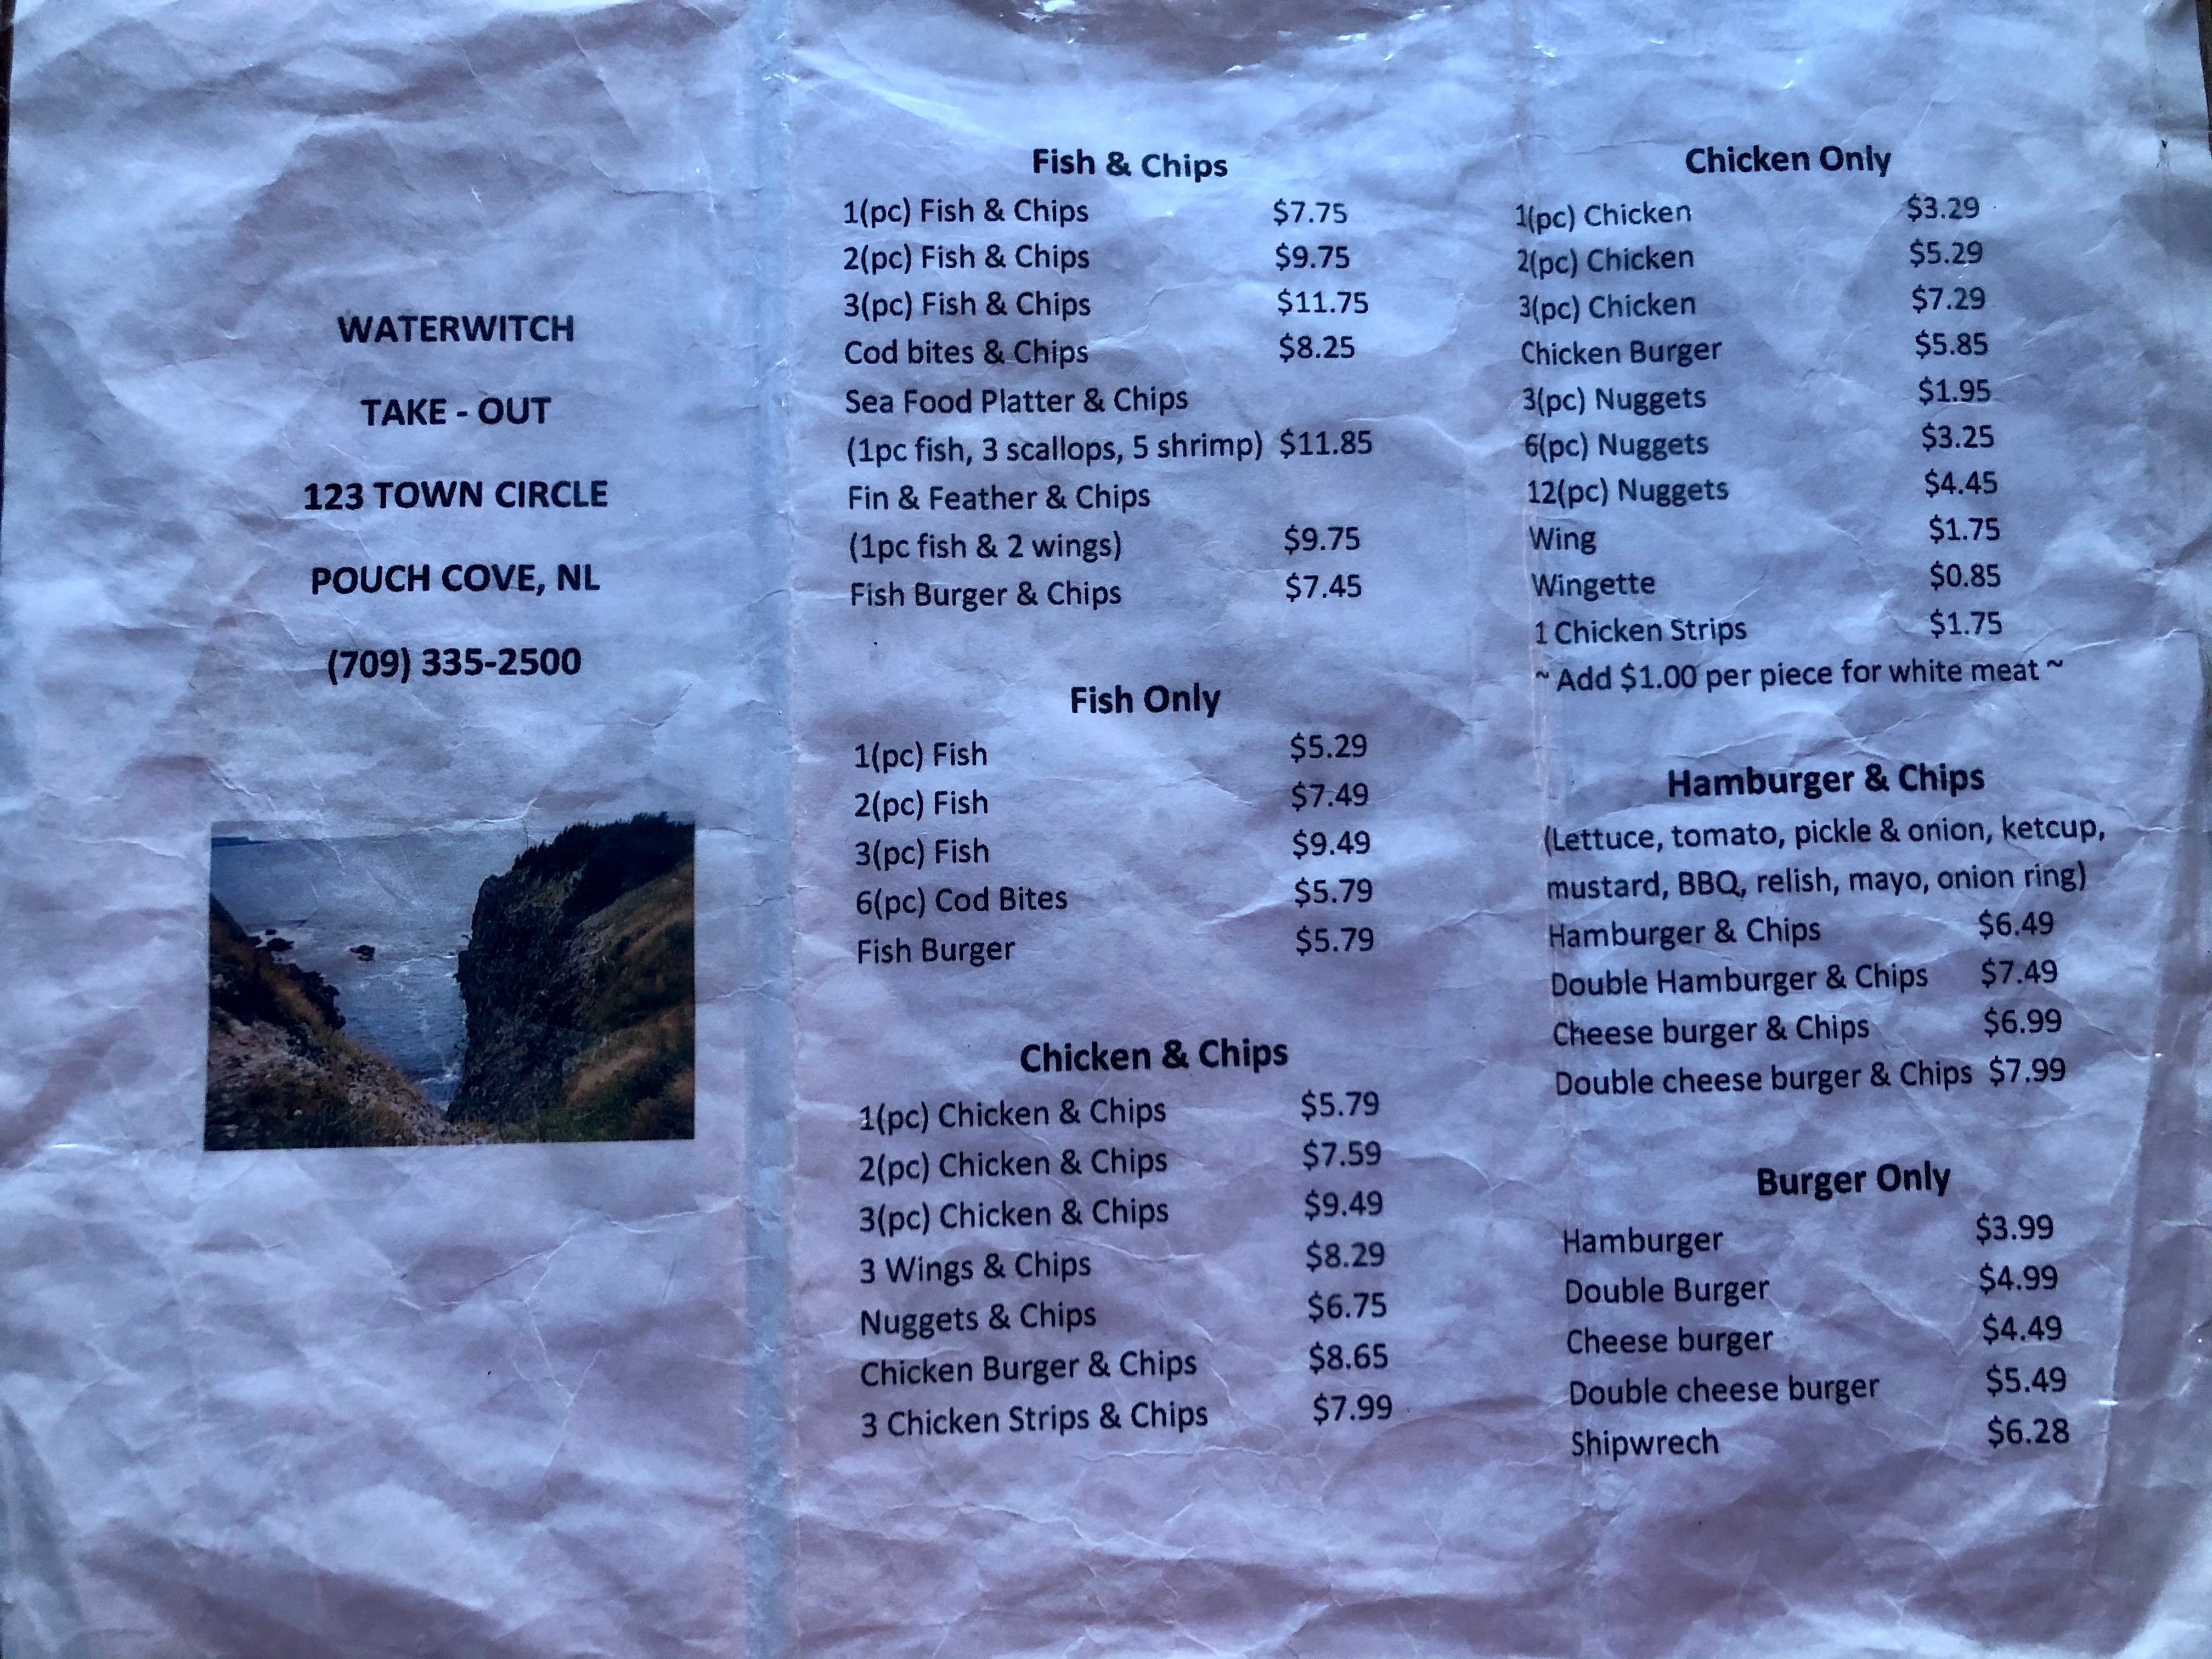 WATERWITCH
TAKE - OUT
123 TOWN CIRCLE
POUCH COVE, NL
(709) 335-2500
Fish & Chips
1(pc) Fish & Chips $7.75
2(pc) Fish & Chips $9.75
3(pc) Fish & Chips $11.75
Cod bites & Chips $8.25
Sea Food Platter & Chips
(1pc fish, 3 scallops, 5 shrimp) $11.85
Fin & Feather & Chips
(1pc fish & 2 wings) $9.75
Fish Burger & Chips $7.45
Fish Only
1(pc) Fish $5.29
2(pc) Fish $7.49
3(pc) Fish $9.49
6(pc) Cod Bites $5.79
Fish Burger $5.79
Chicken & Chips
1(pc) Chicken & Chips $5.79
2(pc) Chicken & Chips $7.59
3(pc) Chicken & Chips $9.49
3 Wings & Chips $8.29
Nuggets & Chips $6.75
Chicken Burger & Chips $8.65
3 Chicken Strips & Chips $7.99
Chicken Only
1(pc) Chicken $3.29
2(pc) Chicken $5.29
3(pc) Chicken $7.29
Chicken Burger $5.85
3(pc) Nuggets $1.95
6(pc) Nuggets $3.25
12(pc) Nuggets $4.45
Wing $1.75
Wingette $0.85
1 Chicken Strips $1.75
~ Add $1.00 per piece for white meat ~
Hamburger & Chips
(Lettuce, tomato, pickle & onion, ketcup,
mustard, BBQ, relish, mayo, onion ring)
Hamburger & Chips $6.49
Double Hamburger & Chips $7.49
Cheese burger & Chips $6.99
Double cheese burger & Chips $7.99
Burger Only
Hamburger $3.99
Double Burger $4.99
Cheese burger $4.49
Double cheese burger $5.49
Shipwrech $6.28